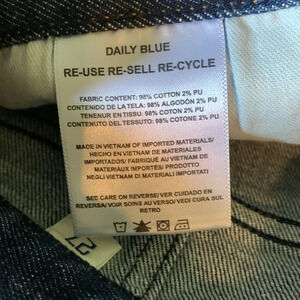 DAILY BLUE
RE-USE RE-SELL RE-CYCLE
FABRIC CONTENT: 98% COTTON 2% PU
CONTENIDO DE LA TELA: 98% ALGODÓN 2% PU
TENENUR EN TISSU: 98% COTON 2% PU
CONTENUTO DEL TESSUTO: 98% COTONE 2% PU
MADE IN VIETNAM OF IMPORTED MATERIALS/
HECHO EN VIETNAM DE MATERIALES
IMPORTADOS/ FABRIQUÉ AU VIETNAM DE
MATERIAUX IMPORTÉS/ PRODOTTO
NEGLI VIETNAM DI MATERIALI IMPORTATI/
SEE CARE ON REVERSE/ VER CUIDADO EN
REVERSA/ VOIR SOINS AU VERSO/ VEDI CURA SUL
RETRO
27